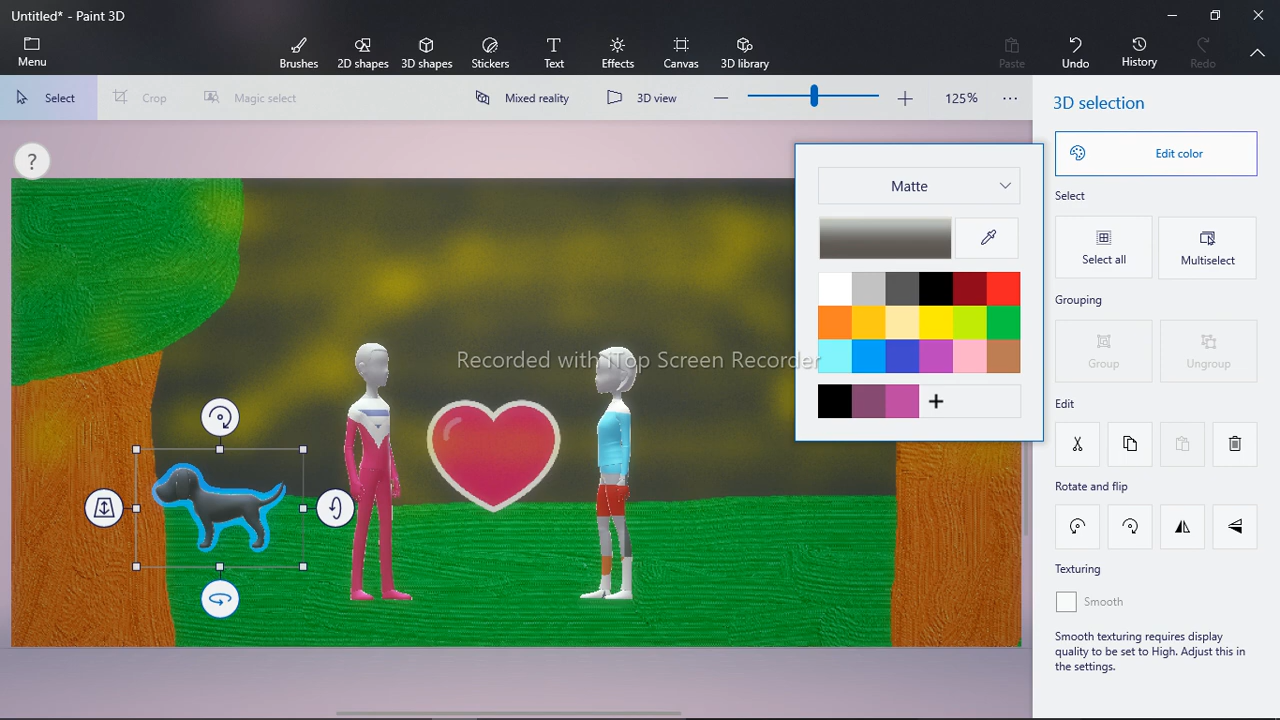 Untitled* - Paint 3D
Menu
Brushes
2D shapes
3D shapes
Stickers
Text
Effects
Canvas
3D library
Paste
Undo
History
Redo
Select
Crop
Magic select
Mixed reality
3D view
125%
3D selection
?
Matte
Edit color
Select
Select all
Multiselect
Grouping
Group
Ungroup
Recorded with iTop Screen Recorder
Edit
Rotate and flip
Texturing
Smooth
Smooth texturing requires display
quality to be set to High. Adjust this in
the settings.